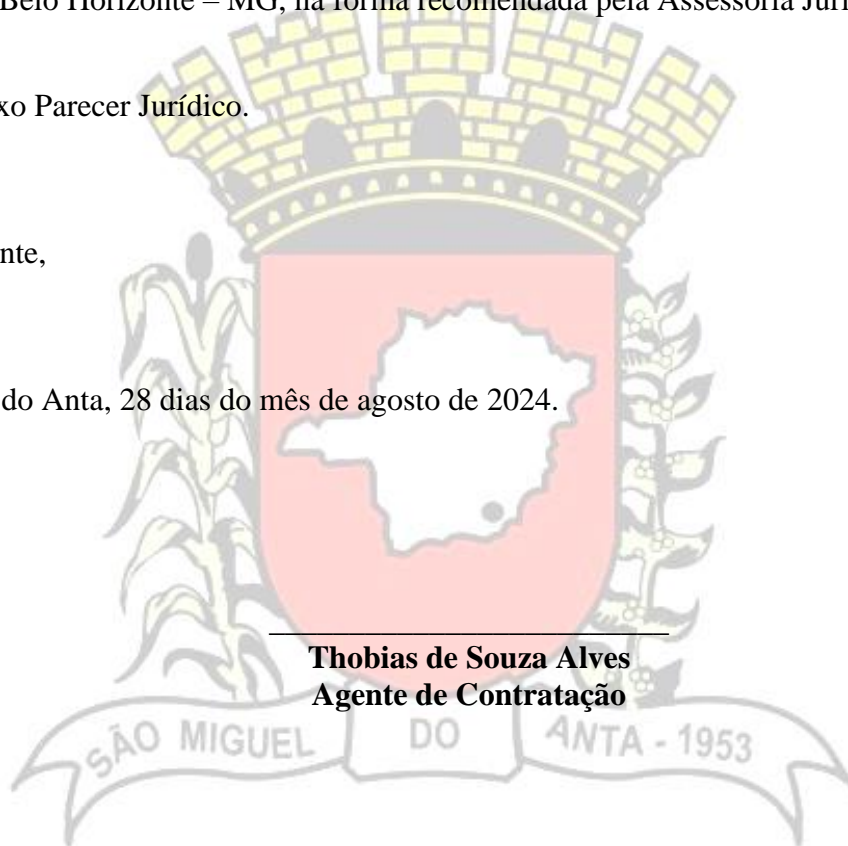 Belo Horizonte – MG, na forma recomendada pela Assessoria Jurí
xo Parecer Jurídico.
nte,
do Anta, 28 dias do mês de agosto de 2024.
Thobias de Souza Alves
Agente de Contratação
SÃO MIGUEL DO ANTA - 1953